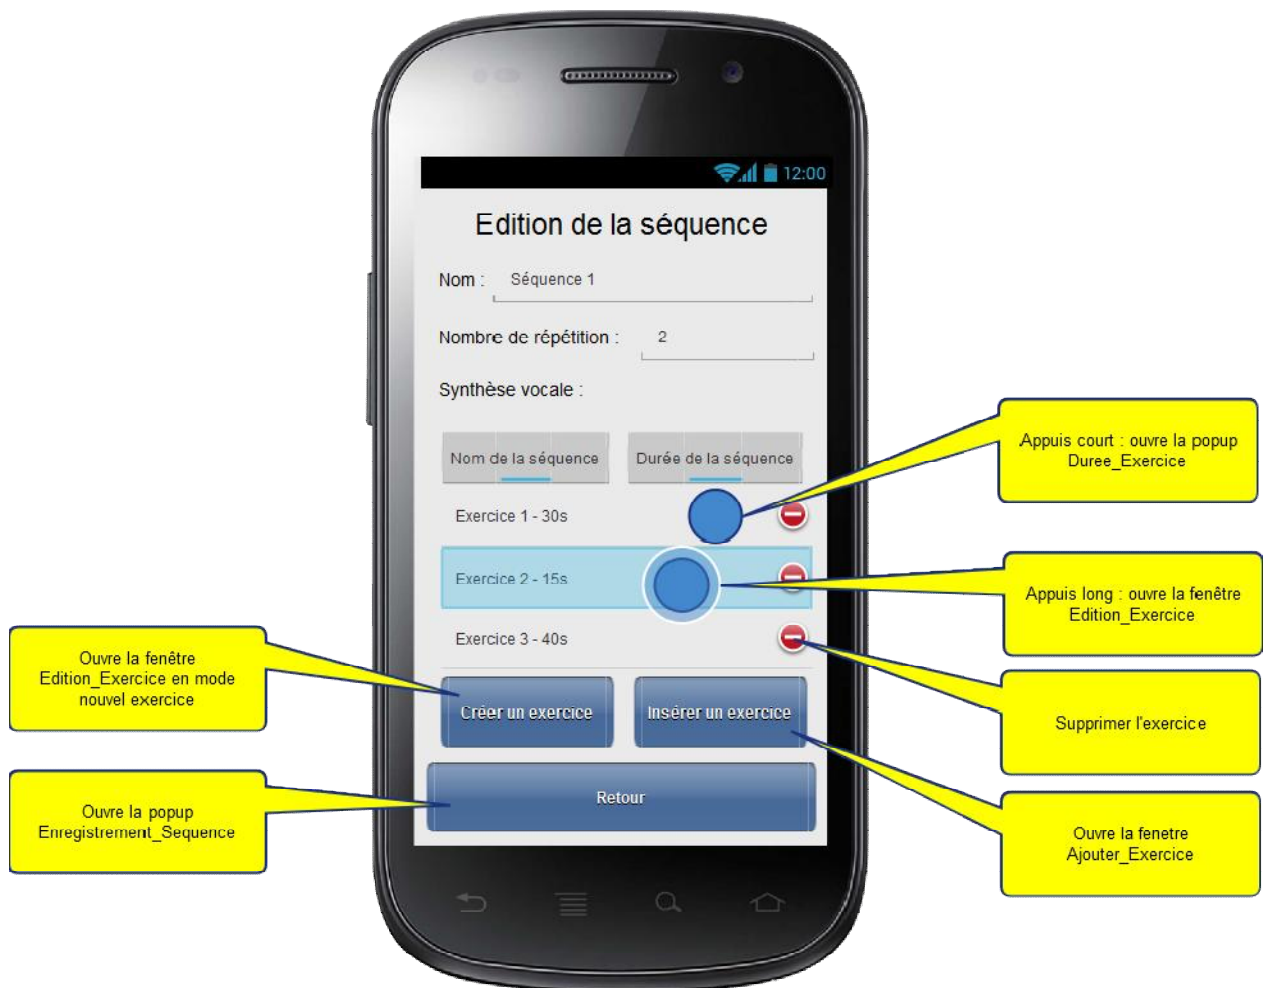 12:00
Edition de la séquence
Nom : Séquence 1
Nombre de répétition : 2
Synthèse vocale :
Nom de la séquence Durée de la séquence
Exercice 1 - 30s
Exercice 2 - 15s
Exercice 3 - 40s
Créer un exercice Insérer un exercice
Retour
Appuis court : ouvre la popup
Duree_Exercice
Appuis long : ouvre la fenêtre
Edition_Exercice
Supprimer l'exercice
Ouvre la fenetre
Ajouter_Exercice
Ouvre la fenêtre
Edition_Exercice en mode
nouvel exercice
Ouvre la popup
Enregistrement_Sequence